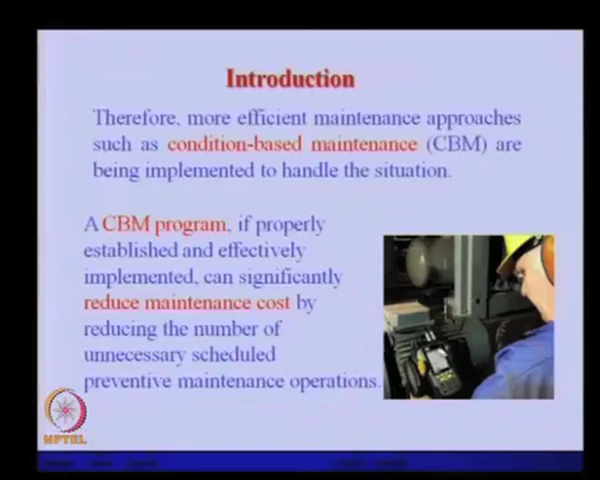 Introduction
Therefore, more efficient maintenance approaches
such as condition-based maintenance (CBM) are
being implemented to handle the situation.
A CBM program, if properly
established and effectively
implemented, can significantly
reduce maintenance cost by
reducing the number of
unnecessary scheduled
preventive maintenance operations.
NPTEL